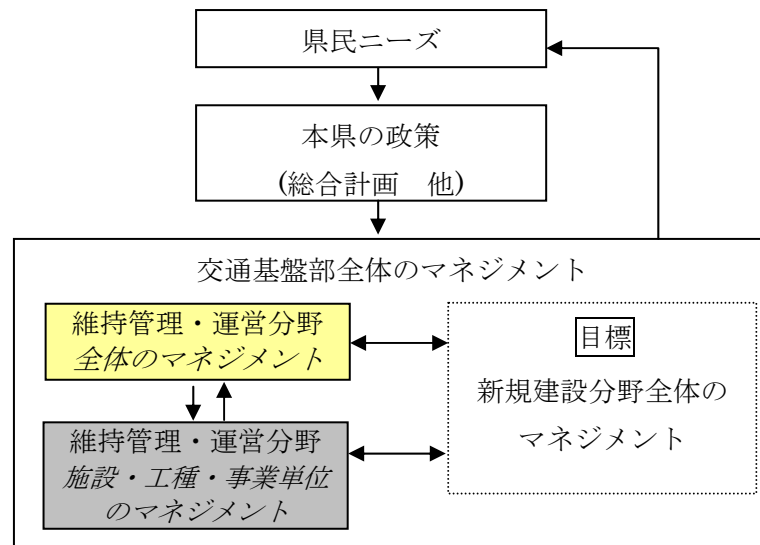 県民ニーズ
本県の政策
(総合計画　他)
交通基盤部全体のマネジメント
維持管理・運営分野
全体のマネジメント
維持管理・運営分野
施設・工種・事業単位
のマネジメント
目標
新規建設分野全体の
マネジメント